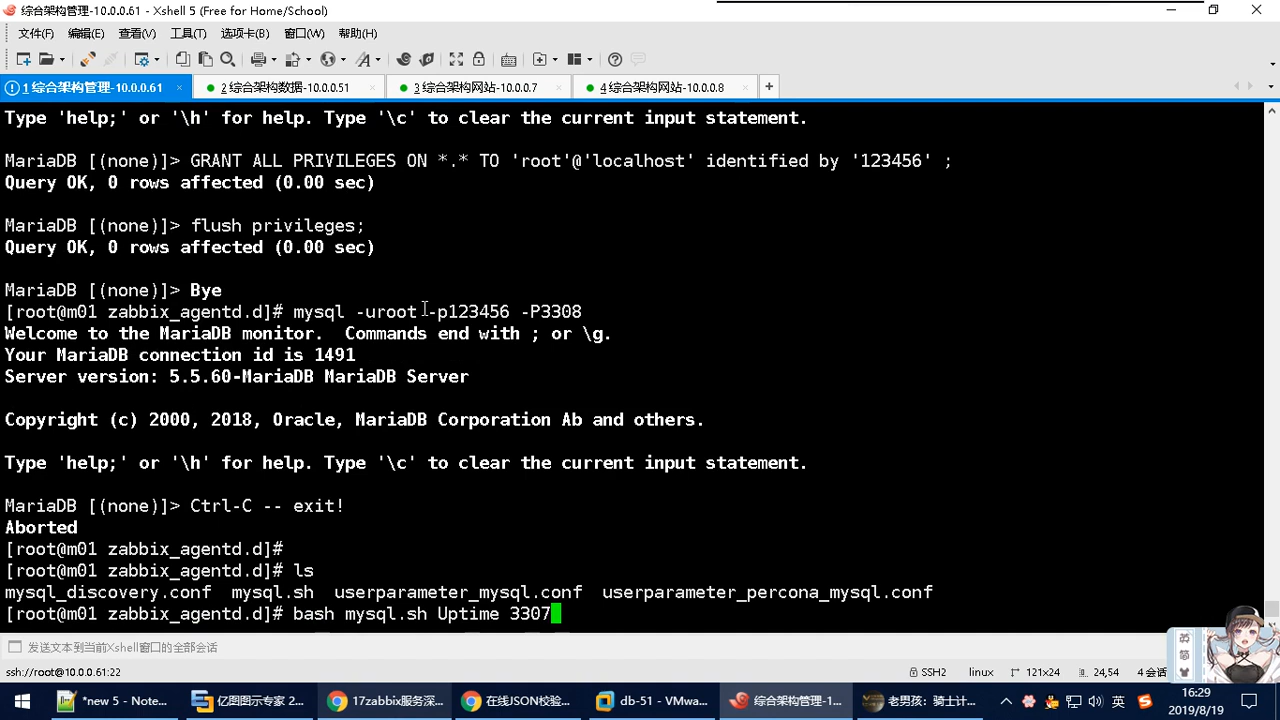 综合架构管理-10.0.0.61 - Xshell 5 (Free for Home/School)
文件(F) 编辑(E) 查看(V) 工具(T) 选项卡(B) 窗口(W) 帮助(H)
1 综合架构管理-10.0.0.61 2 综合架构数据-10.0.0.51 3 综合架构网站-10.0.0.7 4 综合架构网站-10.0.0.8
Type 'help;' or '\h' for help. Type '\c' to clear the current input statement.
MariaDB [(none)]> GRANT ALL PRIVILEGES ON *.* TO 'root'@'localhost' identified by '123456' ;
Query OK, 0 rows affected (0.00 sec)
MariaDB [(none)]> flush privileges;
Query OK, 0 rows affected (0.00 sec)
MariaDB [(none)]> Bye
[root@m01 zabbix_agentd.d]# mysql -uroot -p123456 -P3308
Welcome to the MariaDB monitor.  Commands end with ; or \g.
Your MariaDB connection id is 1491
Server version: 5.5.60-MariaDB MariaDB Server
Copyright (c) 2000, 2018, Oracle, MariaDB Corporation Ab and others.
Type 'help;' or '\h' for help. Type '\c' to clear the current input statement.
MariaDB [(none)]> Ctrl-C -- exit!
Aborted
[root@m01 zabbix_agentd.d]#
[root@m01 zabbix_agentd.d]# ls
mysql_discovery.conf  mysql.sh  userparameter_mysql.conf  userparameter_percona_mysql.conf
[root@m01 zabbix_agentd.d]# bash mysql.sh Uptime 3307
发送文本到当前Xshell窗口的全部会话
ssh://root@10.0.0.61:22 SSH2 linux 121x24 24,54 4 会话
英
简
*new 5 - Note... 亿图图示专家 2... 17zabbix服务深... 在线JSON校验... db-51 - VMwa... 综合架构管理-1... 老男孩：骑士计... 英 16:29
2019/8/19